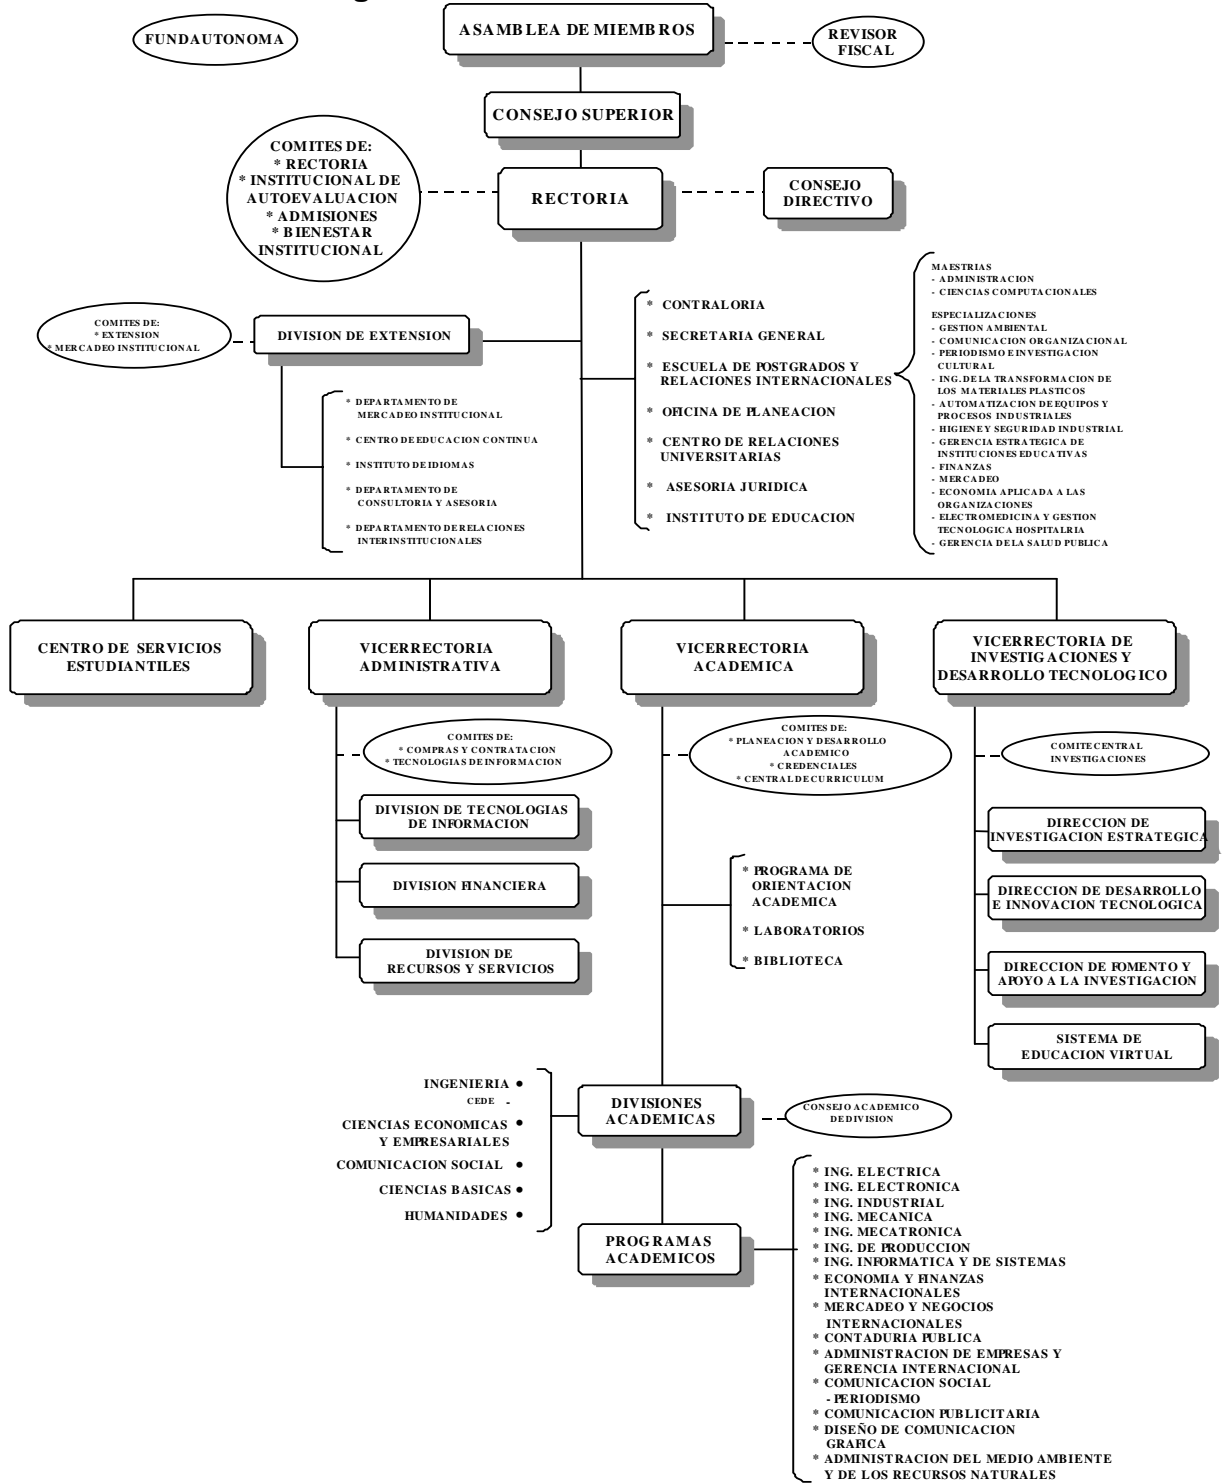 FUNDAUTONOMA
ASAMBLEA DE MIEMBROS
REVISOR
FISCAL
CONSEJO SUPERIOR
COMITES DE:
* RECTORIA
* INSTITUCIONAL DE
AUTOEVALUACION
* ADMISIONES
* BIENESTAR
INSTITUCIONAL
RECTORIA
CONSEJO
DIRECTIVO
COMITES DE:
* EXTENSION
* MERCADEO INSTITUCIONAL
DIVISION DE EXTENSION
* DEPARTAMENTO DE
MERCADEO INSTITUCIONAL
* CENTRO DE EDUCACION CONTINUA
* INSTITUTO DE IDIOMAS
* DEPARTAMENTO DE
CONSULTORIA Y ASESORIA
* DEPARTAMENTO DE RELACIONES
INTERINSTITUCIONALES
* CONTRALORIA
* SECRETARIA GENERAL
* ESCUELA DE POSTGRADOS Y
RELACIONES INTERNACIONALES
* OFICINA DE PLANEACION
* CENTRO DE RELACIONES
UNIVERSITARIAS
* ASESORIA JURIDICA
* INSTITUTO DE EDUCACION
MAESTRIAS
- ADMINISTRACION
- CIENCIAS COMPUTACIONALES
ESPECIALIZACIONES
- GESTION AMBIENTAL
- COMUNICACION ORGANIZACIONAL
- PERIODISMO E INVESTIGACION
CULTURAL
- ING. DE LA TRANSFORMACION DE
LOS MATERIALES PLASTICOS
- AUTOMATIZACION DE EQUIPOS Y
PROCESOS INDUSTRIALES
- HIGIENE Y SEGURIDAD INDUSTRIAL
- GERENCIA ESTRATEGICA DE
INSTITUCIONES EDUCATIVAS
- FINANZAS
- MERCADEO
- ECONOMIA APLICADA A LAS
ORGANIZACIONES
- ELECTROMEDICINA Y GESTION
TECNOLOGICA HOSPITALRIA
- GERENCIA DE LA SALUD PUBLICA
CENTRO DE SERVICIOS
ESTUDIANTILES
VICERRECTORIA
ADMINISTRATIVA
VICERRECTORIA
ACADEMICA
VICERRECTORIA DE
INVESTIGACIONES Y
DESARROLLO TECNOLOGICO
COMITES DE:
* COMPRAS Y CONTRATACION
* TECNOLOGIAS DE INFORMACION
DIVISION DE TECNOLOGIAS
DE INFORMACION
DIVISION FINANCIERA
DIVISION DE
RECURSOS Y SERVICIOS
COMITES DE:
* PLANEACION Y DESARROLLO
ACADEMICO
* CREDENCIALES
* CENTRAL DE CURRICULUM
* PROGRAMA DE
ORIENTACION
ACADEMICA
* LABORATORIOS
* BIBLIOTECA
COMITE CENTRAL
INVESTIGACIONES
DIRECCION DE
INVESTIGACION ESTRATEGICA
DIRECCION DE DESARROLLO
E INNOVACION TECNOLOGICA
DIRECCION DE FOMENTO Y
APOYO A LA INVESTIGACION
SISTEMA DE
EDUCACION VIRTUAL
INGENIERIA •
CEDE -
CIENCIAS ECONOMICAS •
Y EMPRESARIALES
COMUNICACION SOCIAL •
CIENCIAS BASICAS •
HUMANIDADES •
DIVISIONES
ACADEMICAS
CONSEJO ACADEMICO
DE DIVISION
PROGRAMAS
ACADEMICOS
* ING. ELECTRICA
* ING. ELECTRONICA
* ING. INDUSTRIAL
* ING. MECANICA
* ING. MECATRONICA
* ING. DE PRODUCCION
* ING. INFORMATICA Y DE SISTEMAS
* ECONOMIA Y FINANZAS
INTERNACIONALES
* MERCADEO Y NEGOCIOS
INTERNACIONALES
* CONTADURIA PUBLICA
* ADMINISTRACION DE EMPRESAS Y
GERENCIA INTERNACIONAL
* COMUNICACION SOCIAL
- PERIODISMO
* COMUNICACION PUBLICITARIA
* DISEÑO DE COMUNICACION
GRAFICA
* ADMINISTRACION DEL MEDIO AMBIENTE
Y DE LOS RECURSOS NATURALES